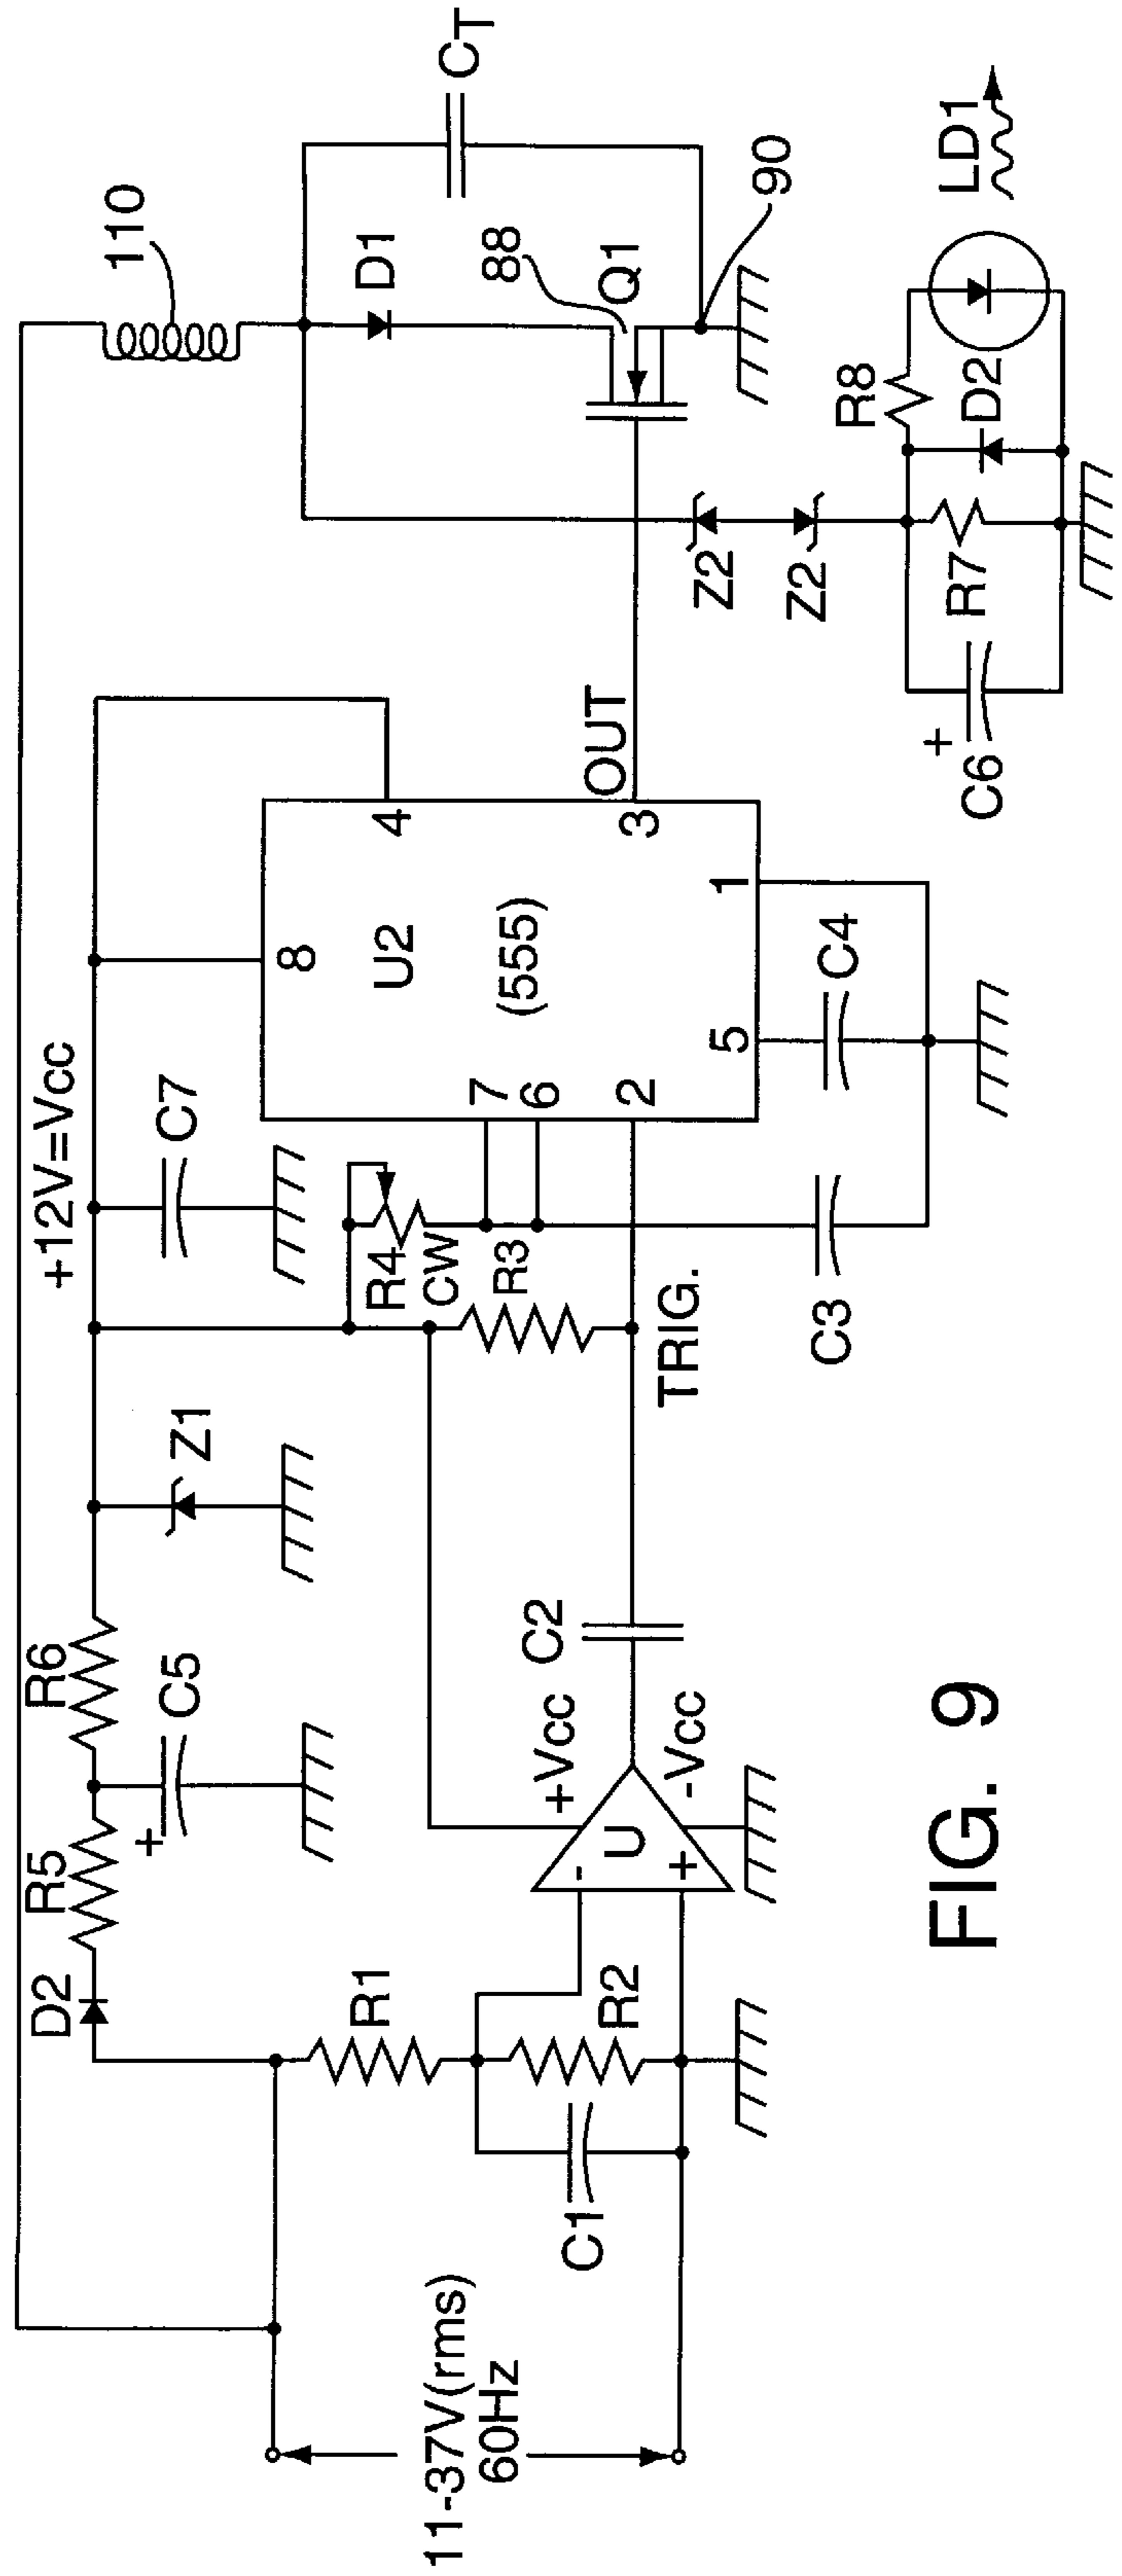 110
CT
D1
88
Q1
90
LD1
R8
D2
R7
C6
+
Z2
Z2
+12V=Vcc
C7
8
4
U2
(555)
OUT
3
7
6
2
5
1
C4
R4
CW
R3
TRIG.
C3
Z1
R6
C5
+
R5
D2
C2
+Vcc
-Vcc
U
-
+
R1
R2
C1
11-37V(rms)
60Hz
FIG. 9